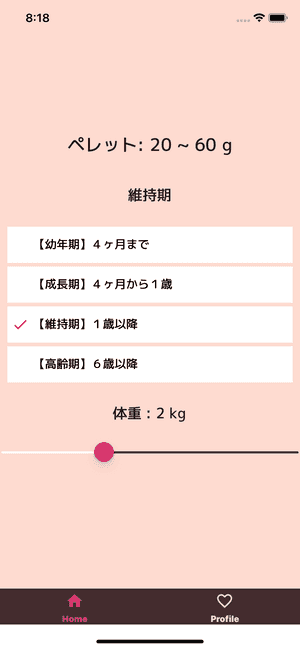 8:18
ペレット: 20 ~ 60 g
維持期
【幼年期】４ヶ月まで
【成長期】４ヶ月から１歳
【維持期】１歳以降
【高齢期】６歳以降
体重 : 2 kg
Home
Profile